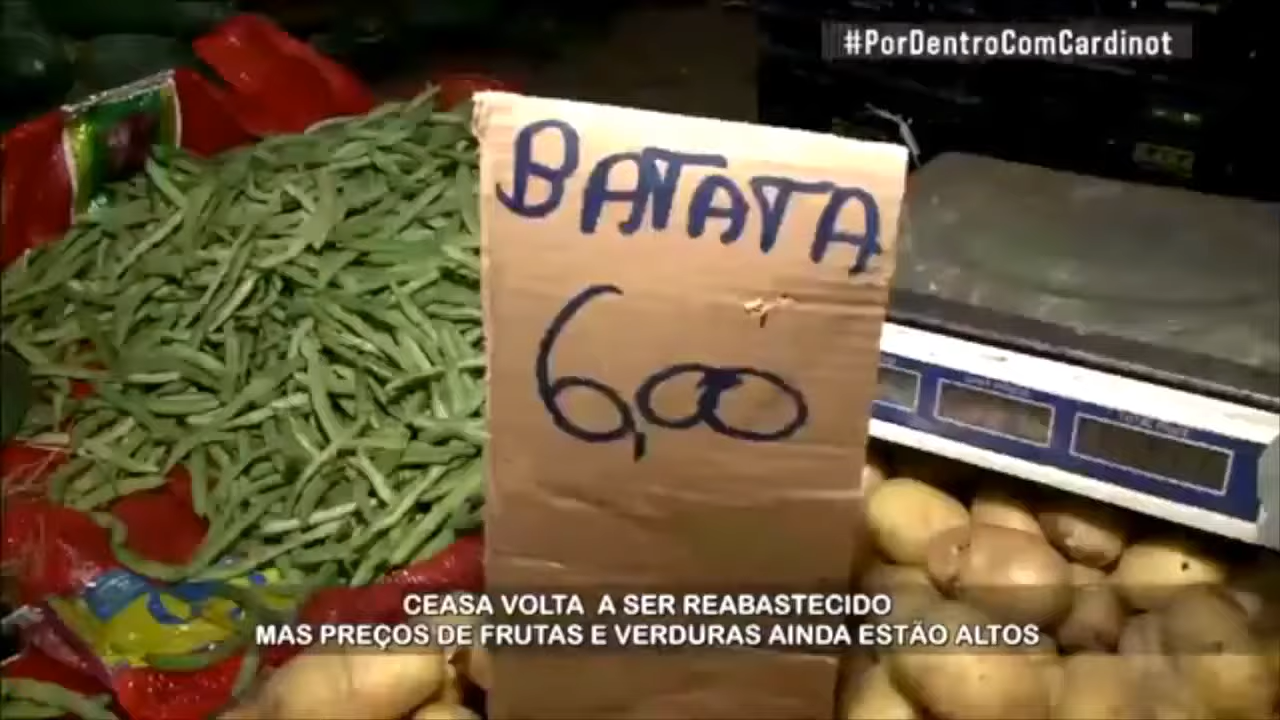 #PorDentroComCardinot
BATATA
6,00
CEASA VOLTA A SER REABASTECIDO
MAS PREÇOS DE FRUTAS E VERDURAS AINDA ESTÃO ALTOS